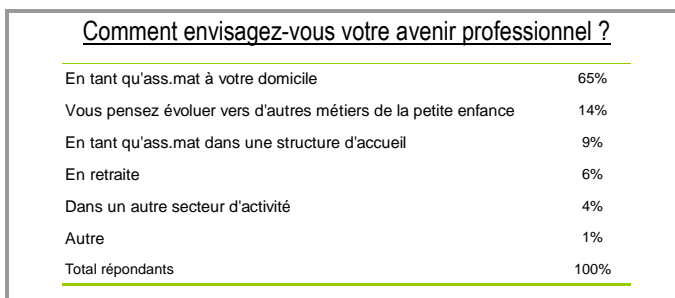 Comment envisagez-vous votre avenir professionnel ?
En tant qu'ass.mat à votre domicile 65%
Vous pensez évoluer vers d'autres métiers de la petite enfance 14%
En tant qu'ass.mat dans une structure d'accueil 9%
En retraite 6%
Dans un autre secteur d'activité 4%
Autre 1%
Total répondants 100%